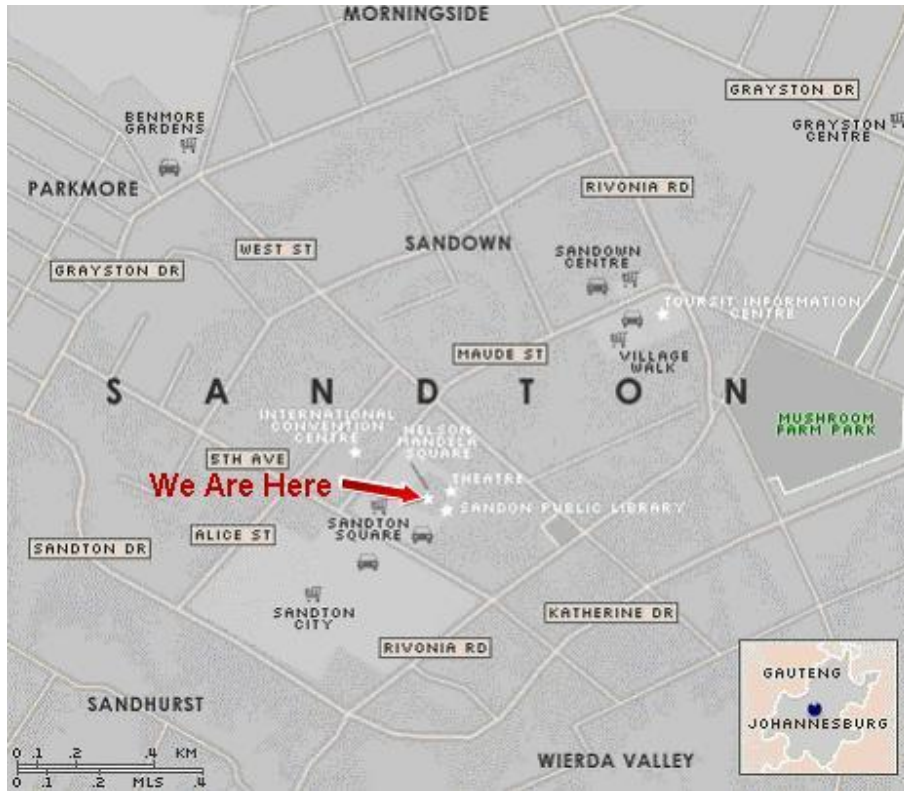 MORNINGSIDE
GRAYSTON DR
BENMORE
GARDENS
GRAYSTON
CENTRE
PARKMORE
RIVONIA RD
WEST ST
SANDOWN
SANDOWN
CENTRE
GRAYSTON DR
TOURSIT INFORMATION
CENTRE
MAUDE ST
VILLAGE
WALK
SANDTON
INTERNATIONAL
CONVENTION
CENTRE
NELSON
MANDELA
SQUARE
MUSHROOM
FARM PARK
5TH AVE
We Are Here
THEATRE
SANDON PUBLIC LIBRARY
SANDTON
SQUARE
ALICE ST
SANDTON DR
SANDTON
CITY
KATHERINE DR
RIVONIA RD
GAUTENG
JOHANNESBURG
SANDHURST
WIERDA VALLEY
0 .1 .2 .4 KM
0 .1 .2 MLS .4